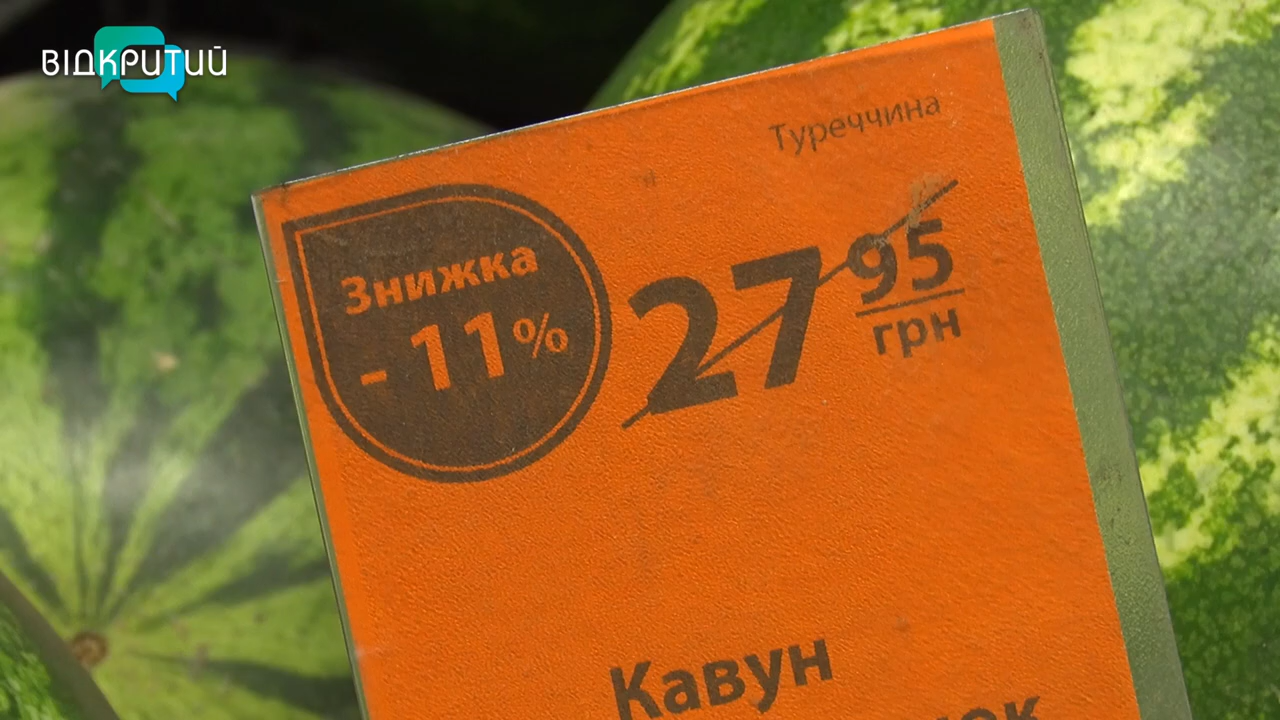 ВІДКРИТИЙ
Туреччина
Знижка
- 11%
27 95
грн
Кавун